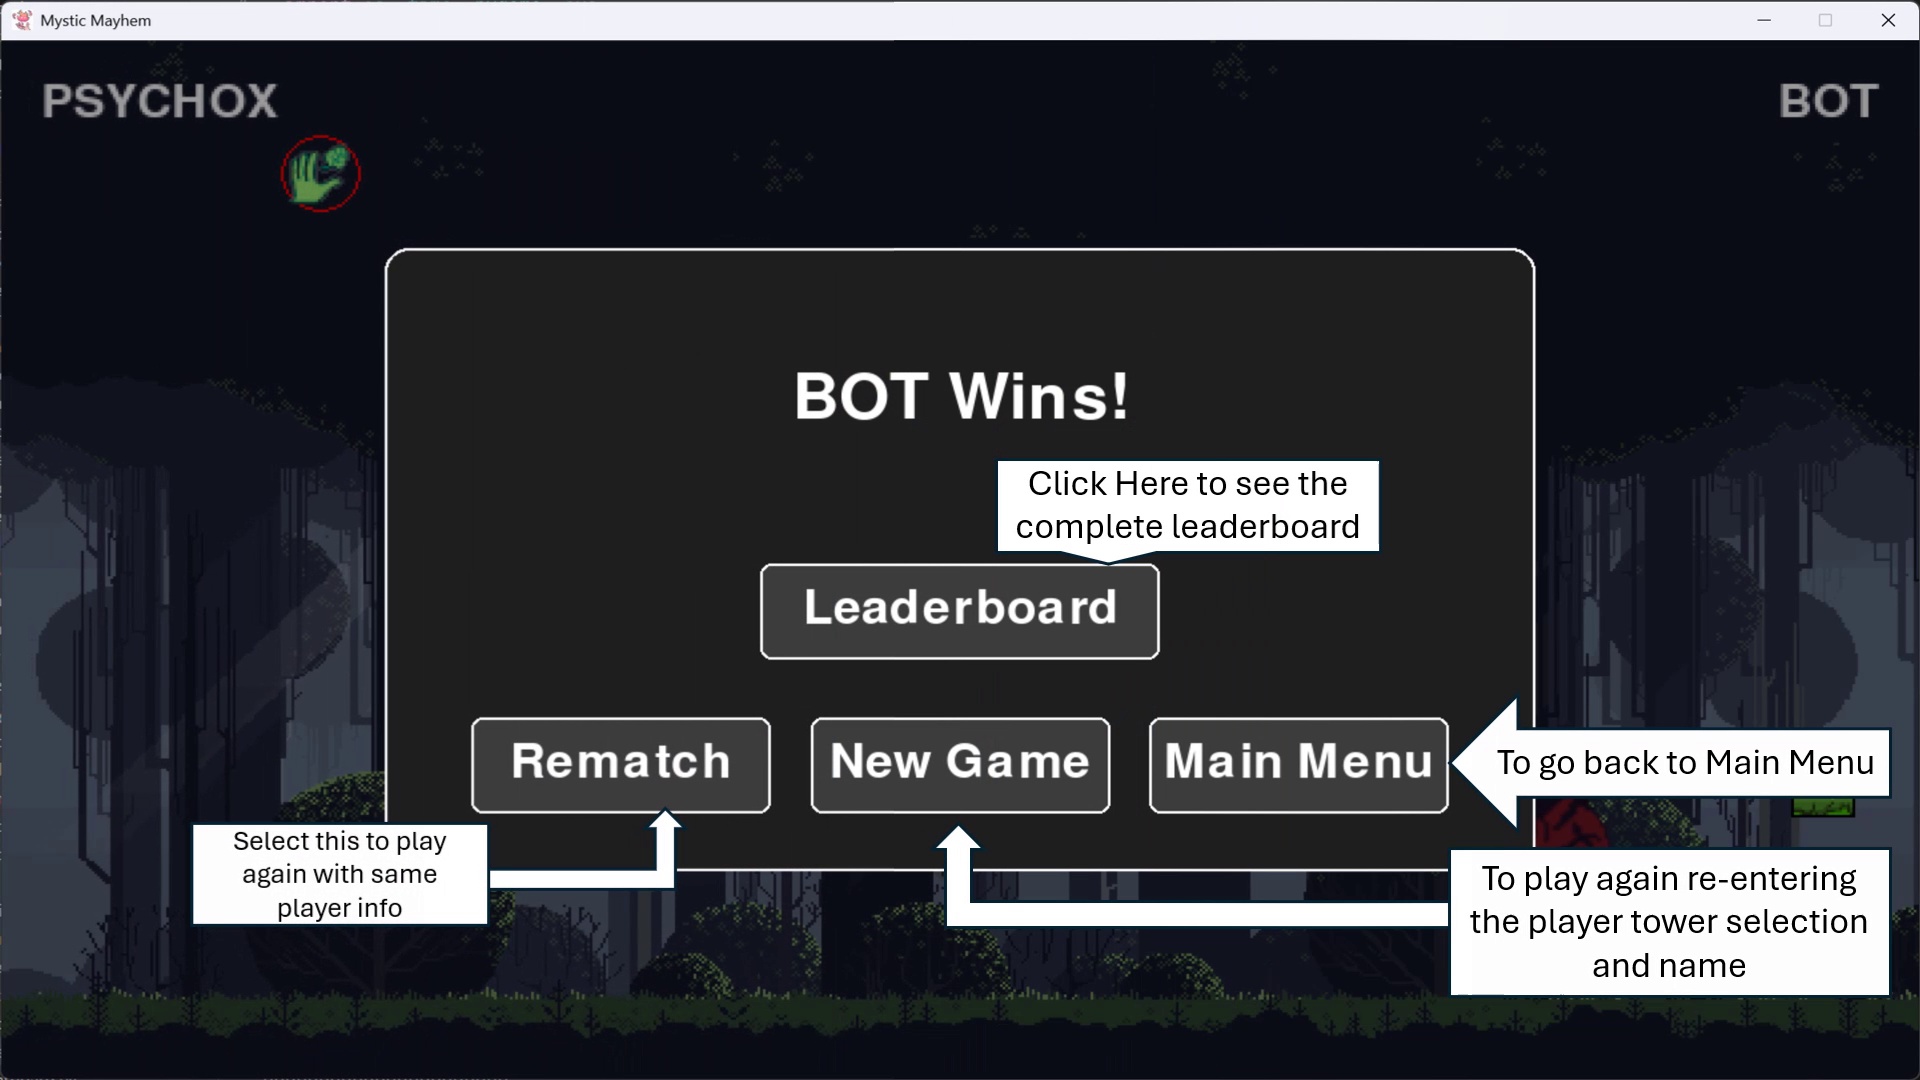 Mystic Mayhem
PSYCHOX
BOT
BOT Wins!
Click Here to see the
complete leaderboard
Leaderboard
Rematch
New Game
Main Menu
To go back to Main Menu
Select this to play
again with same
player info
To play again re-entering
the player tower selection
and name